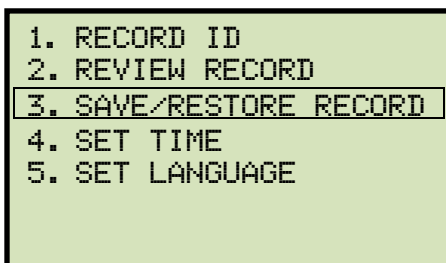 1. RECORD ID
2. REVIEW RECORD
3. SAVE/RESTORE RECORD
4. SET TIME
5. SET LANGUAGE